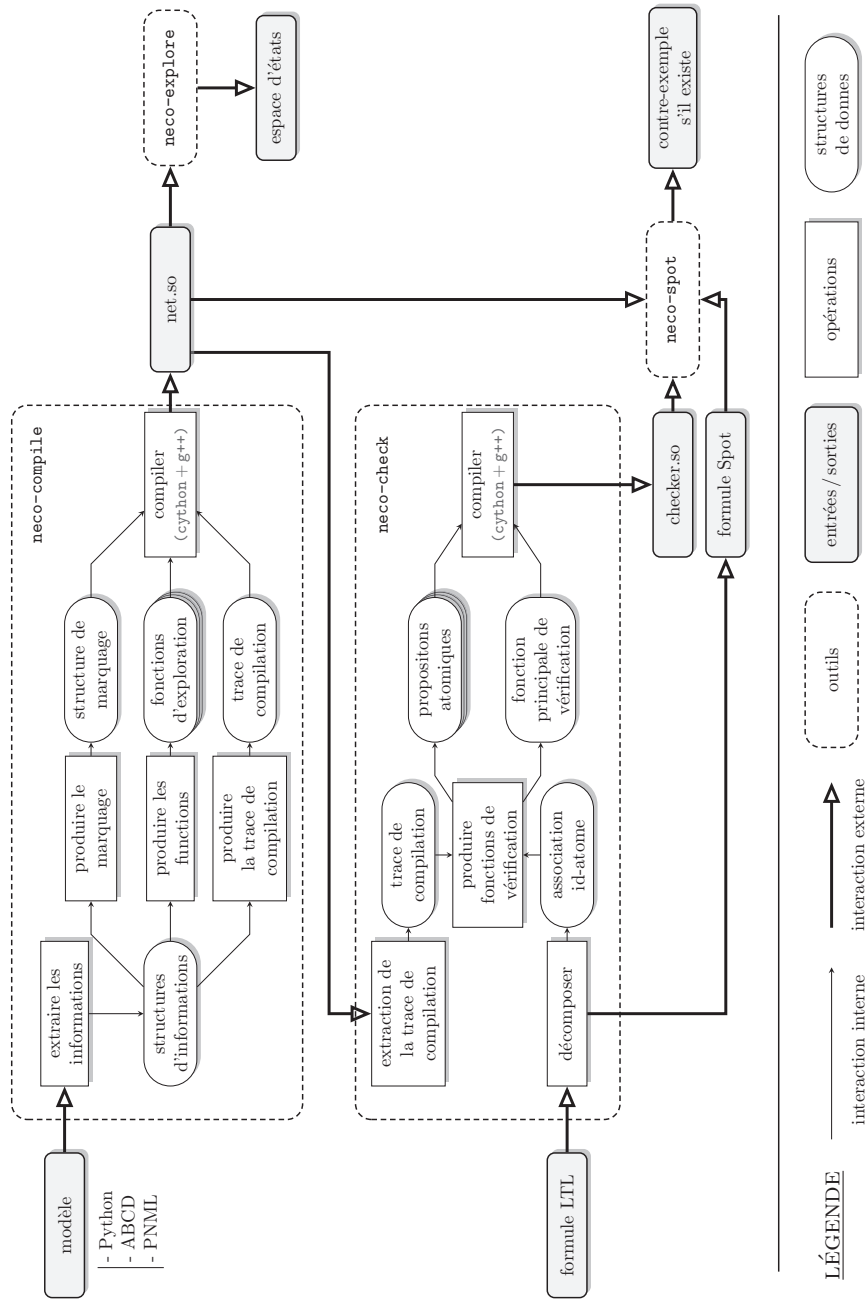 modèle
- Python
- ABCD
- PNML
neco-compile
extraire les
informations
structures
d'informations
produire le
marquage
produire les
functions
produire
la trace de
compilation
structure de
marquage
fonctions
d'exploration
trace de
compilation
compiler
(cython + g++)
net.so
neco-explore
espace d'états
formule LTL
neco-check
extraction de
la trace de
compilation
décomposer
trace de
compilation
produire
fonctions de
vérification
association
id-atome
propositons
atomiques
fonction
principale de
vérification
compiler
(cython + g++)
checker.so
formule Spot
neco-spot
contre-exemple
s'il existe
LÉGENDE
interaction interne
interaction externe
outils
entrées / sorties
opérations
structures
de donnes